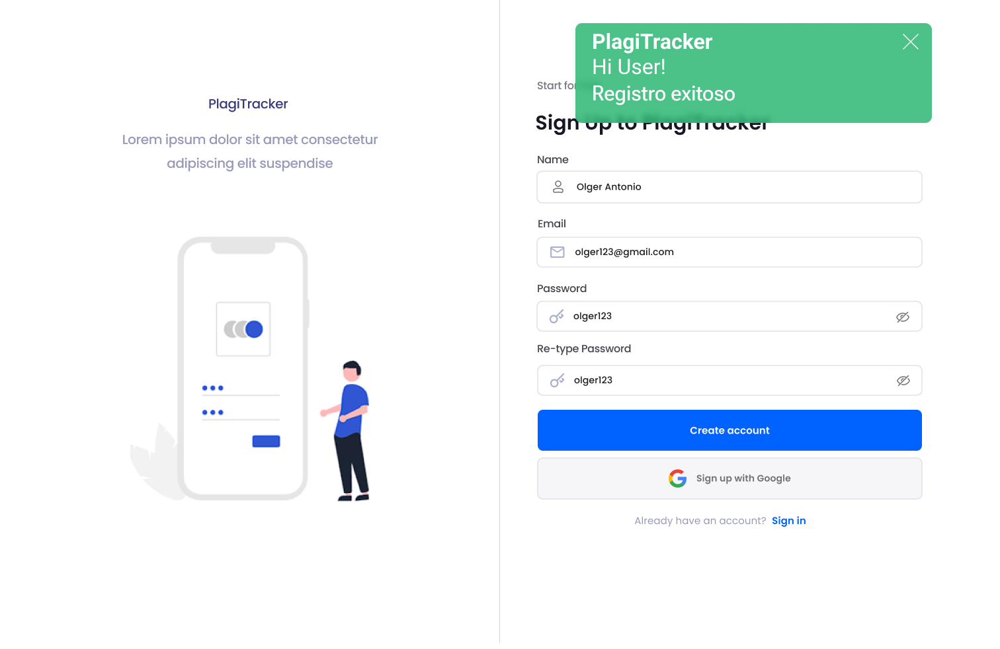 PlagiTracker
Lorem ipsum dolor sit amet consectetur
adipiscing elit suspendise
PlagiTracker
Hi User!
Registro exitoso
Start for
Sign Up to PlagiTracker
Name
Olger Antonio
Email
olger123@gmail.com
Password
olger123
Re-type Password
olger123
Create account
Sign up with Google
Already have an account? Sign in